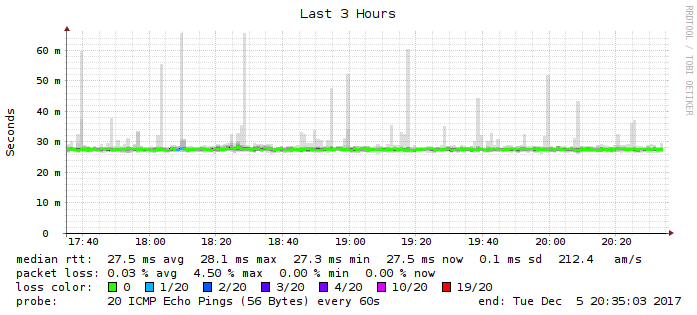 Last 3 Hours
RRDTOOL / TOBI OETIKER
Seconds
60 m
50 m
40 m
30 m
20 m
10 m
0
17:40 18:00 18:20 18:40 19:00 19:20 19:40 20:00 20:20
median rtt: 27.5 ms avg 28.1 ms max 27.3 ms min 27.5 ms now 0.1 ms sd 212.4 am/s
packet loss: 0.03 % avg 4.50 % max 0.00 % min 0.00 % now
loss color: 0 1/20 2/20 3/20 4/20 10/20 19/20
probe: 20 ICMP Echo Pings (56 Bytes) every 60s end: Tue Dec 5 20:35:03 2017